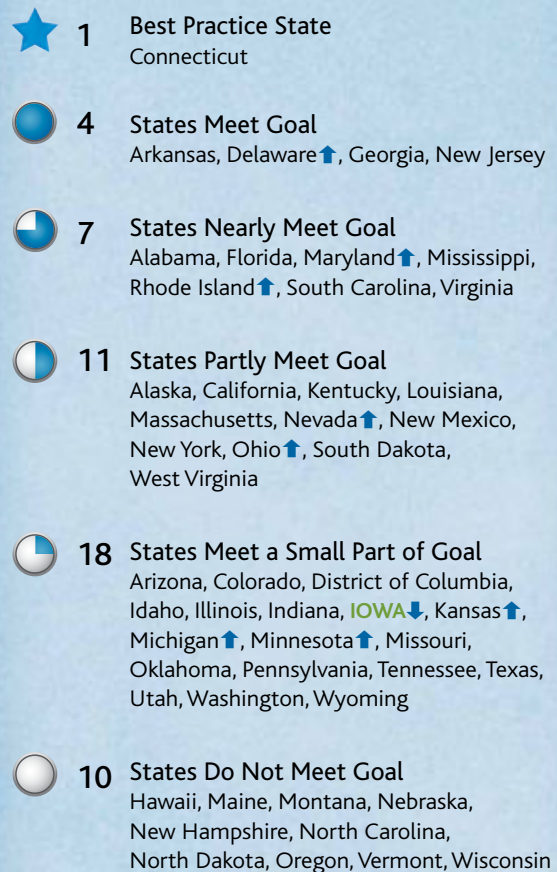 1 Best Practice State
Connecticut
4 States Meet Goal
Arkansas, Delaware⬆, Georgia, New Jersey
7 States Nearly Meet Goal
Alabama, Florida, Maryland⬆, Mississippi,
Rhode Island⬆, South Carolina, Virginia
11 States Partly Meet Goal
Alaska, California, Kentucky, Louisiana,
Massachusetts, Nevada⬆, New Mexico,
New York, Ohio⬆, South Dakota,
West Virginia
18 States Meet a Small Part of Goal
Arizona, Colorado, District of Columbia,
Idaho, Illinois, Indiana, IOWA⬇, Kansas⬆,
Michigan⬆, Minnesota⬆, Missouri,
Oklahoma, Pennsylvania, Tennessee, Texas,
Utah, Washington, Wyoming
10 States Do Not Meet Goal
Hawaii, Maine, Montana, Nebraska,
New Hampshire, North Carolina,
North Dakota, Oregon, Vermont, Wisconsin